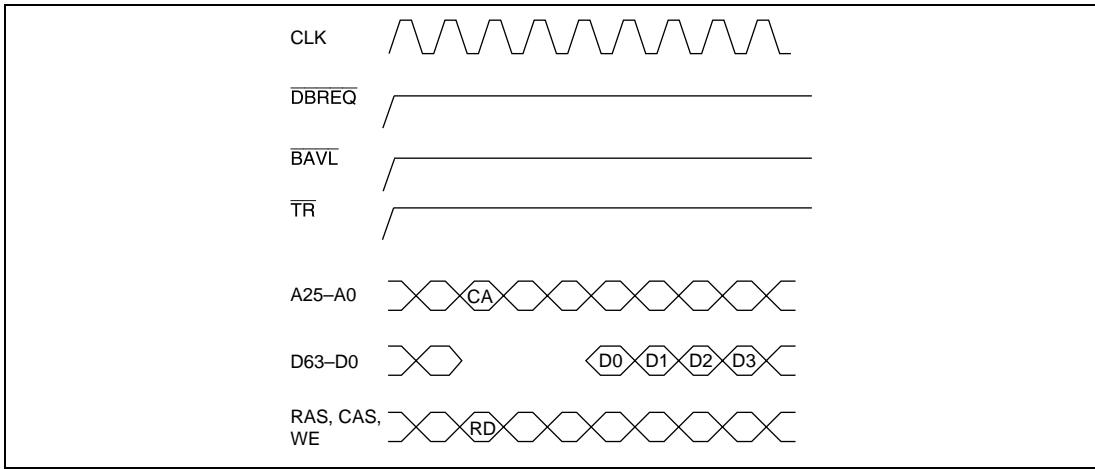 CLK
DBREQ
BAVL
TR
A25–A0 CA
D63–D0 D0 D1 D2 D3
RAS, CAS,
WE RD